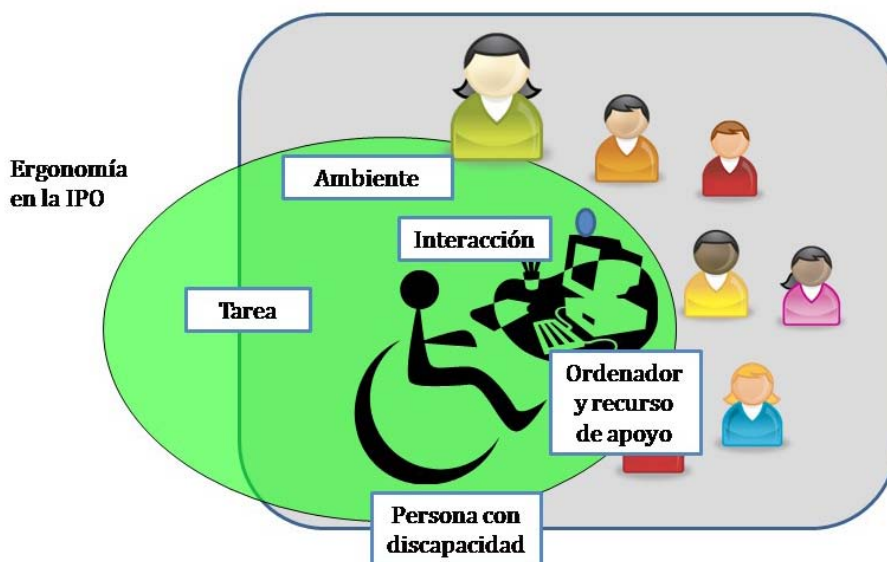 Ergonomía
en la IPO
Ambiente
Interacción
Tarea
Ordenador
y recurso
de apoyo
Persona con
discapacidad